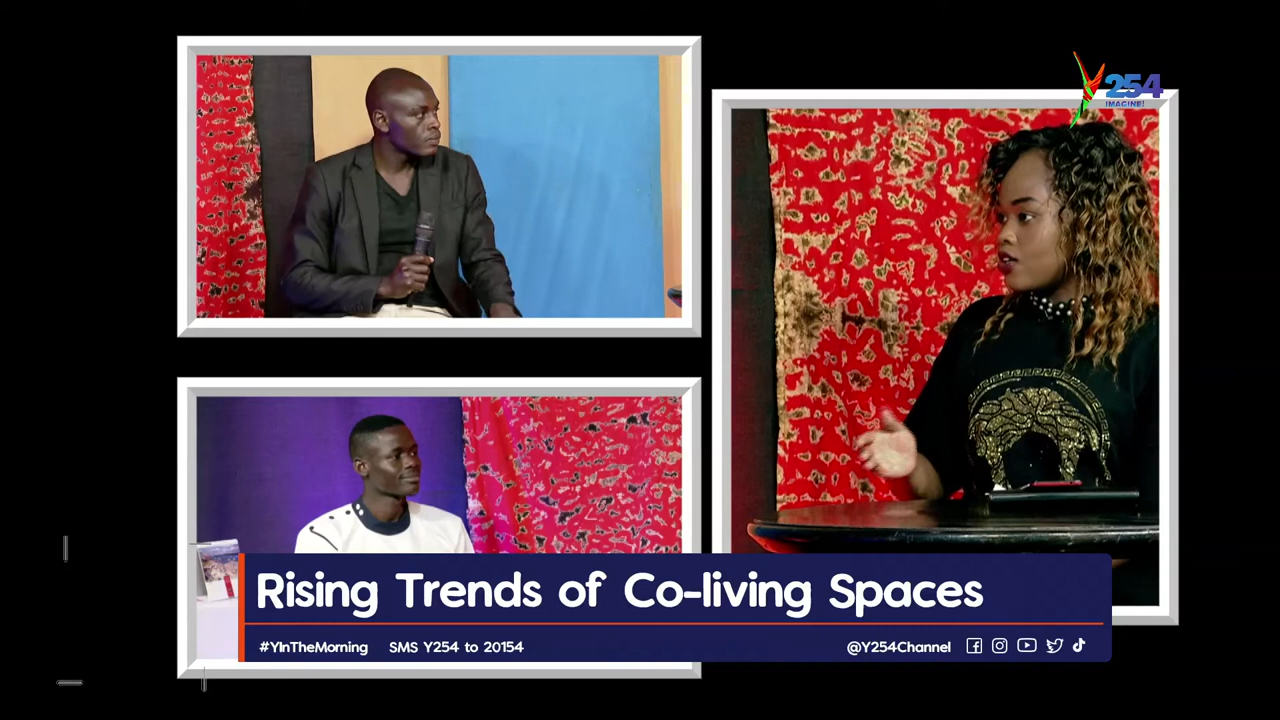 Y254
IMAGINE!
Rising Trends of Co-living Spaces
#YInTheMorning SMS Y254 to 20154
@Y254Channel